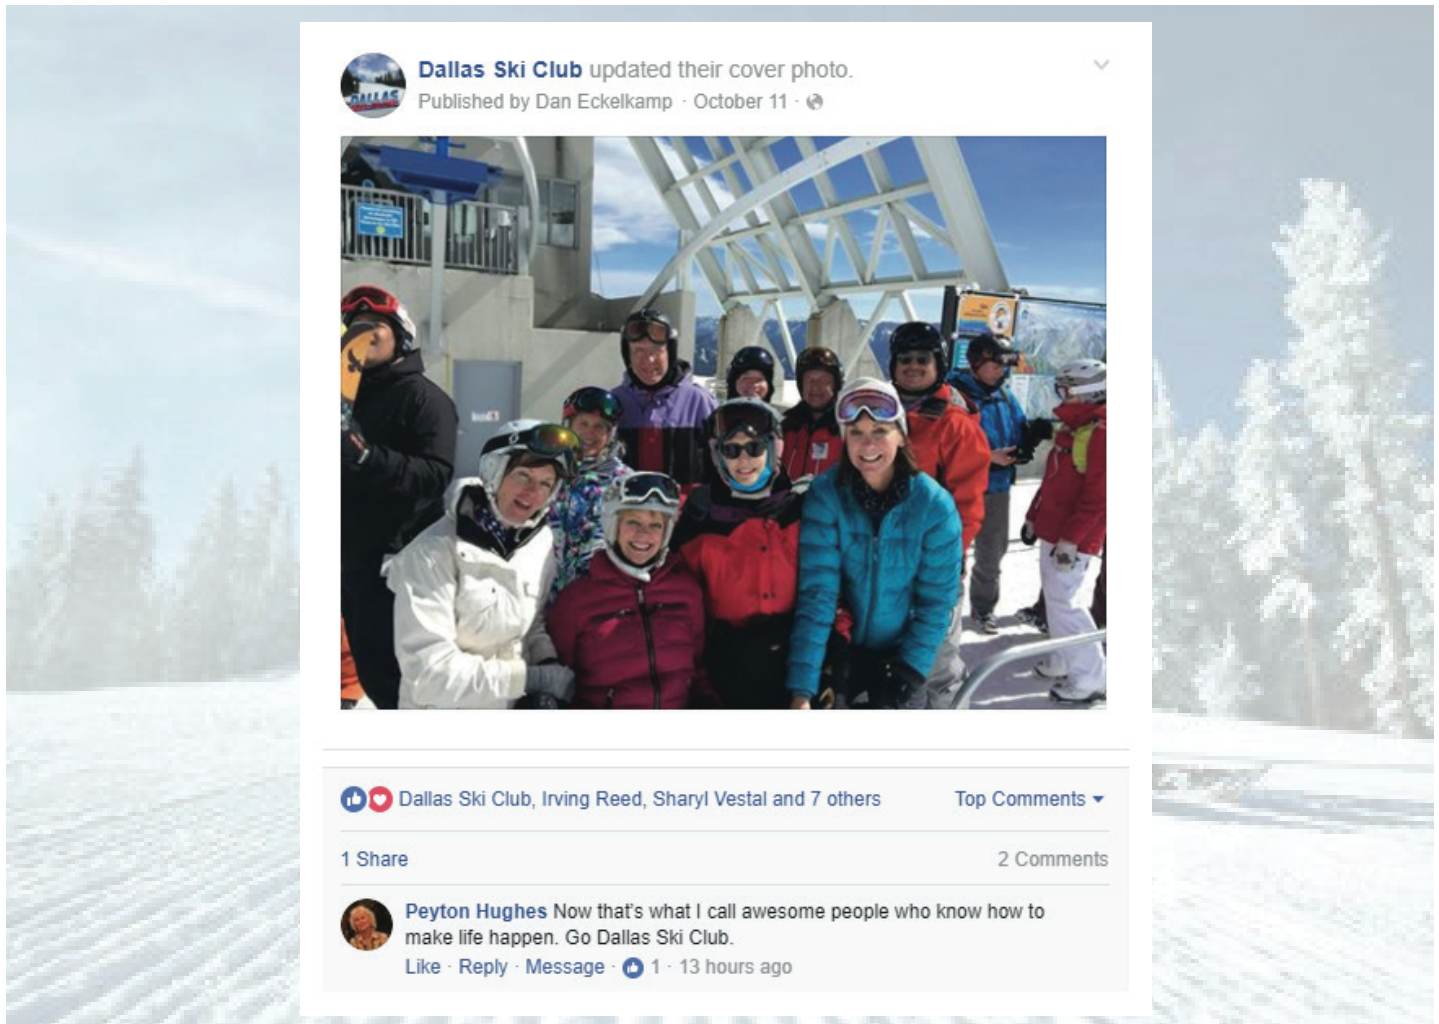 Dallas Ski Club updated their cover photo.
Published by Dan Eckelkamp · October 11 ·
DALLAS
Dallas Ski Club, Irving Reed, Sharyl Vestal and 7 others
Top Comments
1 Share
2 Comments
Peyton Hughes Now that's what I call awesome people who know how to
make life happen. Go Dallas Ski Club.
Like · Reply · Message · 1 · 13 hours ago